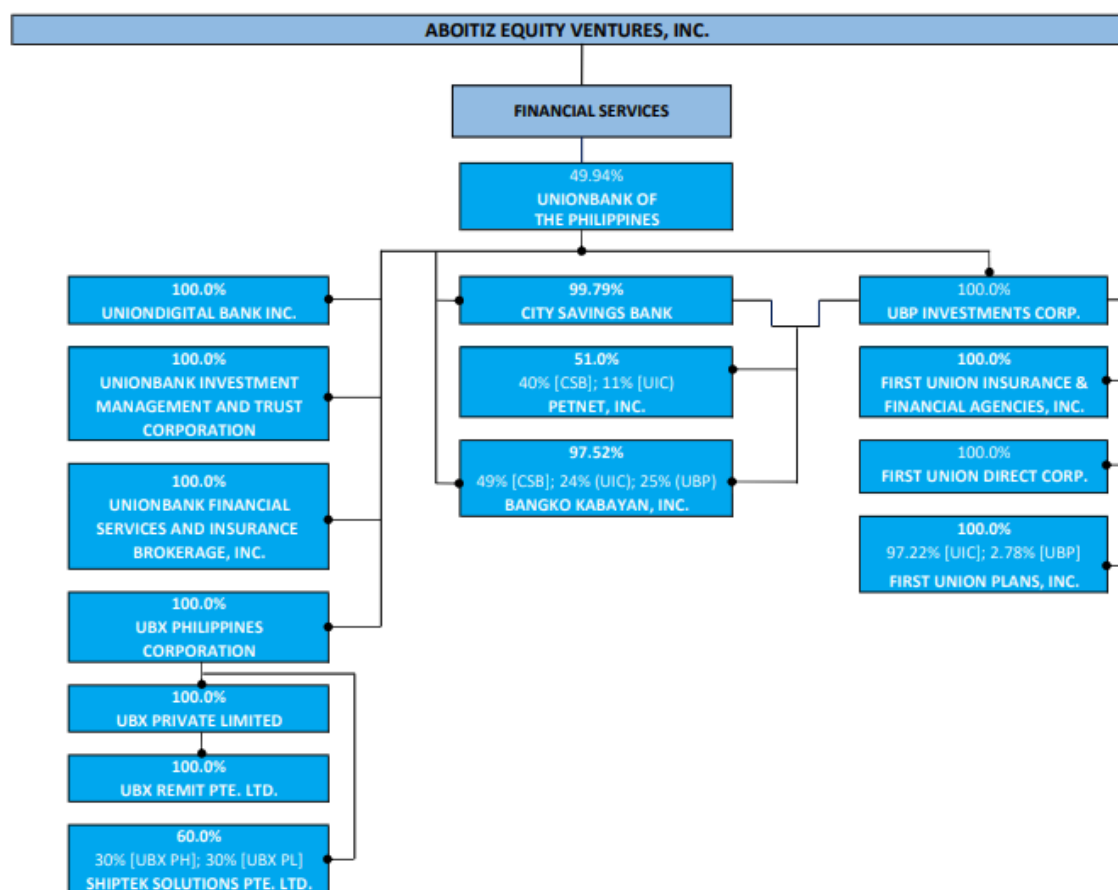 ABOITIZ EQUITY VENTURES, INC.
FINANCIAL SERVICES
49.94%
UNIONBANK OF
THE PHILIPPINES
100.0%
UNIONDIGITAL BANK INC.
100.0%
UNIONBANK INVESTMENT
MANAGEMENT AND TRUST
CORPORATION
100.0%
UNIONBANK FINANCIAL
SERVICES AND INSURANCE
BROKERAGE, INC.
100.0%
UBX PHILIPPINES
CORPORATION
100.0%
UBX PRIVATE LIMITED
100.0%
UBX REMIT PTE. LTD.
60.0%
30% [UBX PH]; 30% [UBX PL]
SHIPTEK SOLUTIONS PTE. LTD.
99.79%
CITY SAVINGS BANK
51.0%
40% [CSB]; 11% [UIC)
PETNET, INC.
97.52%
49% [CSB]; 24% (UIC); 25% (UBP)
BANGKO KABAYAN, INC.
100.0%
UBP INVESTMENTS CORP.
100.0%
FIRST UNION INSURANCE &
FINANCIAL AGENCIES, INC.
100.0%
FIRST UNION DIRECT CORP.
100.0%
97.22% [UIC]; 2.78% [UBP]
FIRST UNION PLANS, INC.